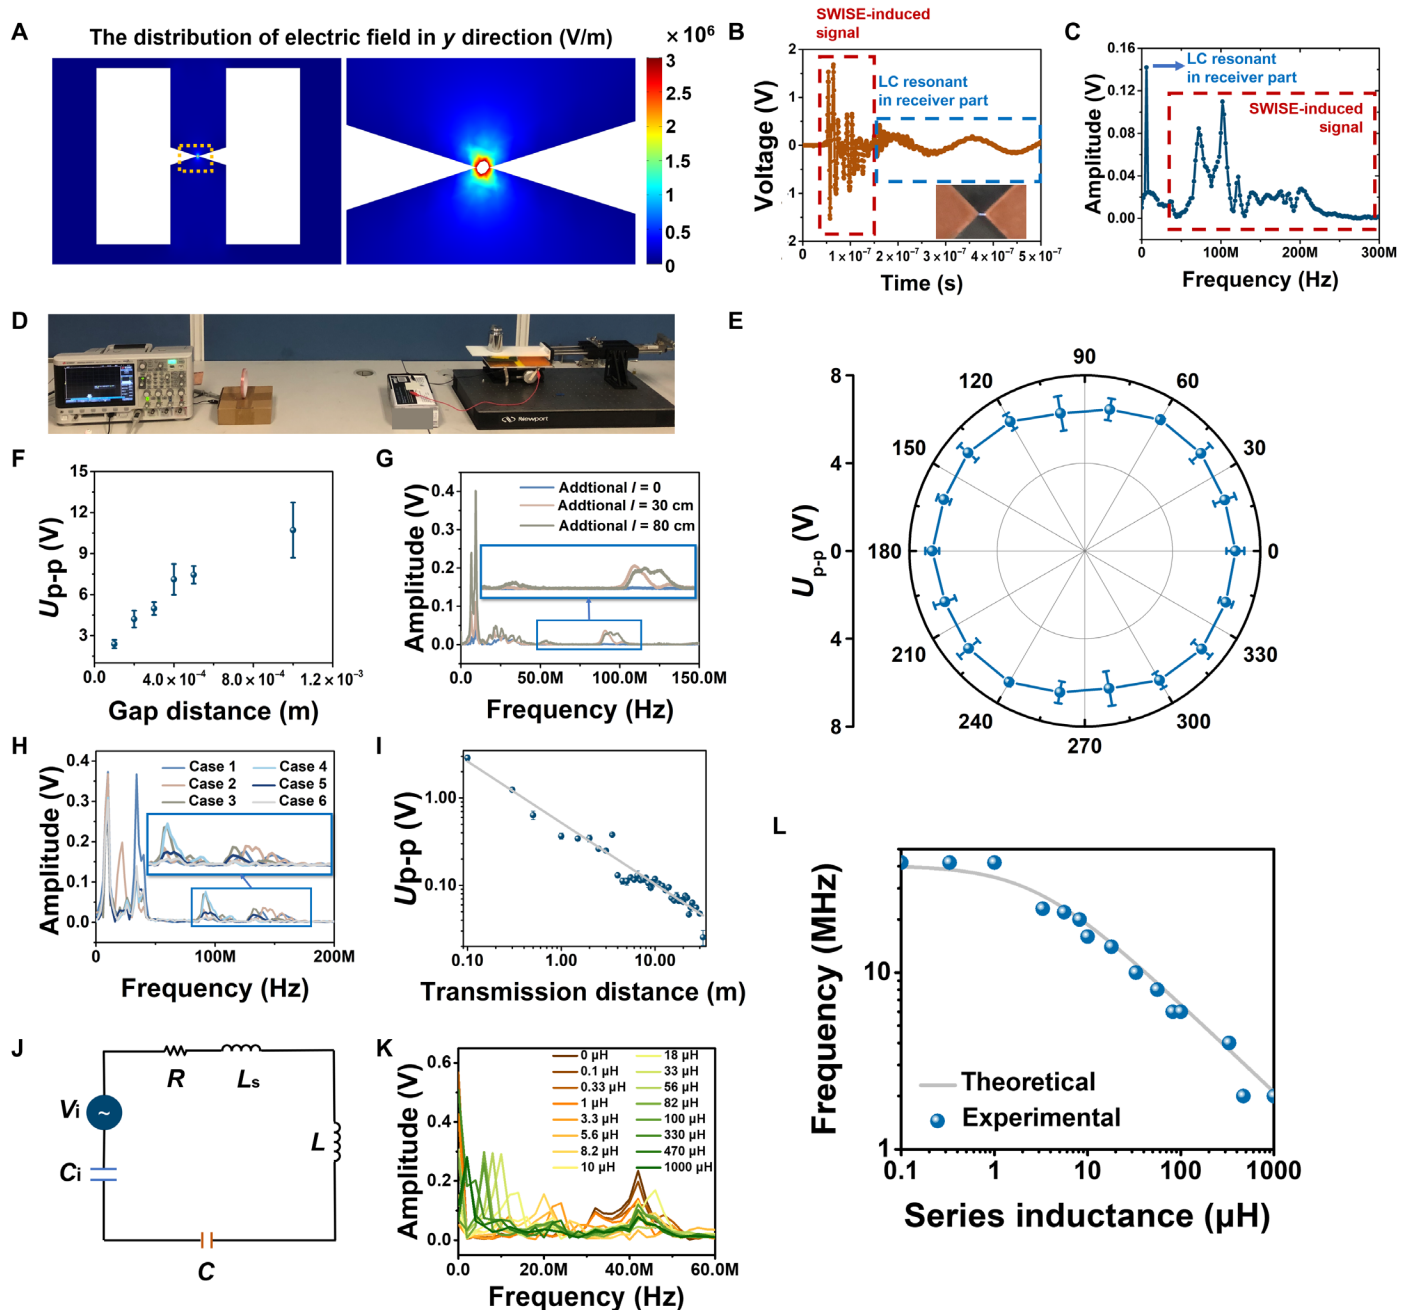 A
The distribution of electric field in y direction (V/m)
× 10⁶
3
2.5
2
1.5
1
0.5
0
B
SWISE-induced
signal
LC resonant
in receiver part
Voltage (V)
2
1
0
1
2
0
1 × 10⁻⁷
2 × 10⁻⁷
3 × 10⁻⁷
4 × 10⁻⁷
5 × 10⁻⁷
Time (s)
C
LC resonant
in receiver part
SWISE-induced
signal
Amplitude (V)
0.16
0.12
0.08
0.04
0.00
0
100M
200M
300M
Frequency (Hz)
D
Newport
E
8
4
0
4
8
Up-p (V)
90
60
30
0
330
300
270
240
210
180
150
120
F
Up-p (V)
15
12
9
6
3
0.0
4.0 × 10⁻⁴
8.0 × 10⁻⁴
1.2 × 10⁻³
Gap distance (m)
G
Addtional l = 0
Addtional l = 30 cm
Addtional l = 80 cm
Amplitude (V)
0.4
0.3
0.2
0.1
0.0
0
50.0M
100.0M
150.0M
Frequency (Hz)
H
Case 1
Case 2
Case 3
Case 4
Case 5
Case 6
Amplitude (V)
0.4
0.3
0.2
0.1
0.0
0
100M
200M
Frequency (Hz)
I
Up-p (V)
1.00
0.10
0.10
1.00
10.00
Transmission distance (m)
J
R
Ls
Vi
~
L
Ci
C
K
Amplitude (V)
0.6
0.4
0.2
0.0
0 μH
0.1 μH
0.33 μH
1 μH
3.3 μH
5.6 μH
8.2 μH
10 μH
18 μH
33 μH
56 μH
82 μH
100 μH
330 μH
470 μH
1000 μH
0.0
20.0M
40.0M
60.0M
Frequency (Hz)
L
Frequency (MHz)
10
1
Theoretical
Experimental
0.1
1
10
100
1000
Series inductance (μH)